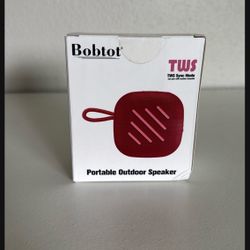 Bobtot®
TWS
TWS Sync Mode
Portable Outdoor Speaker